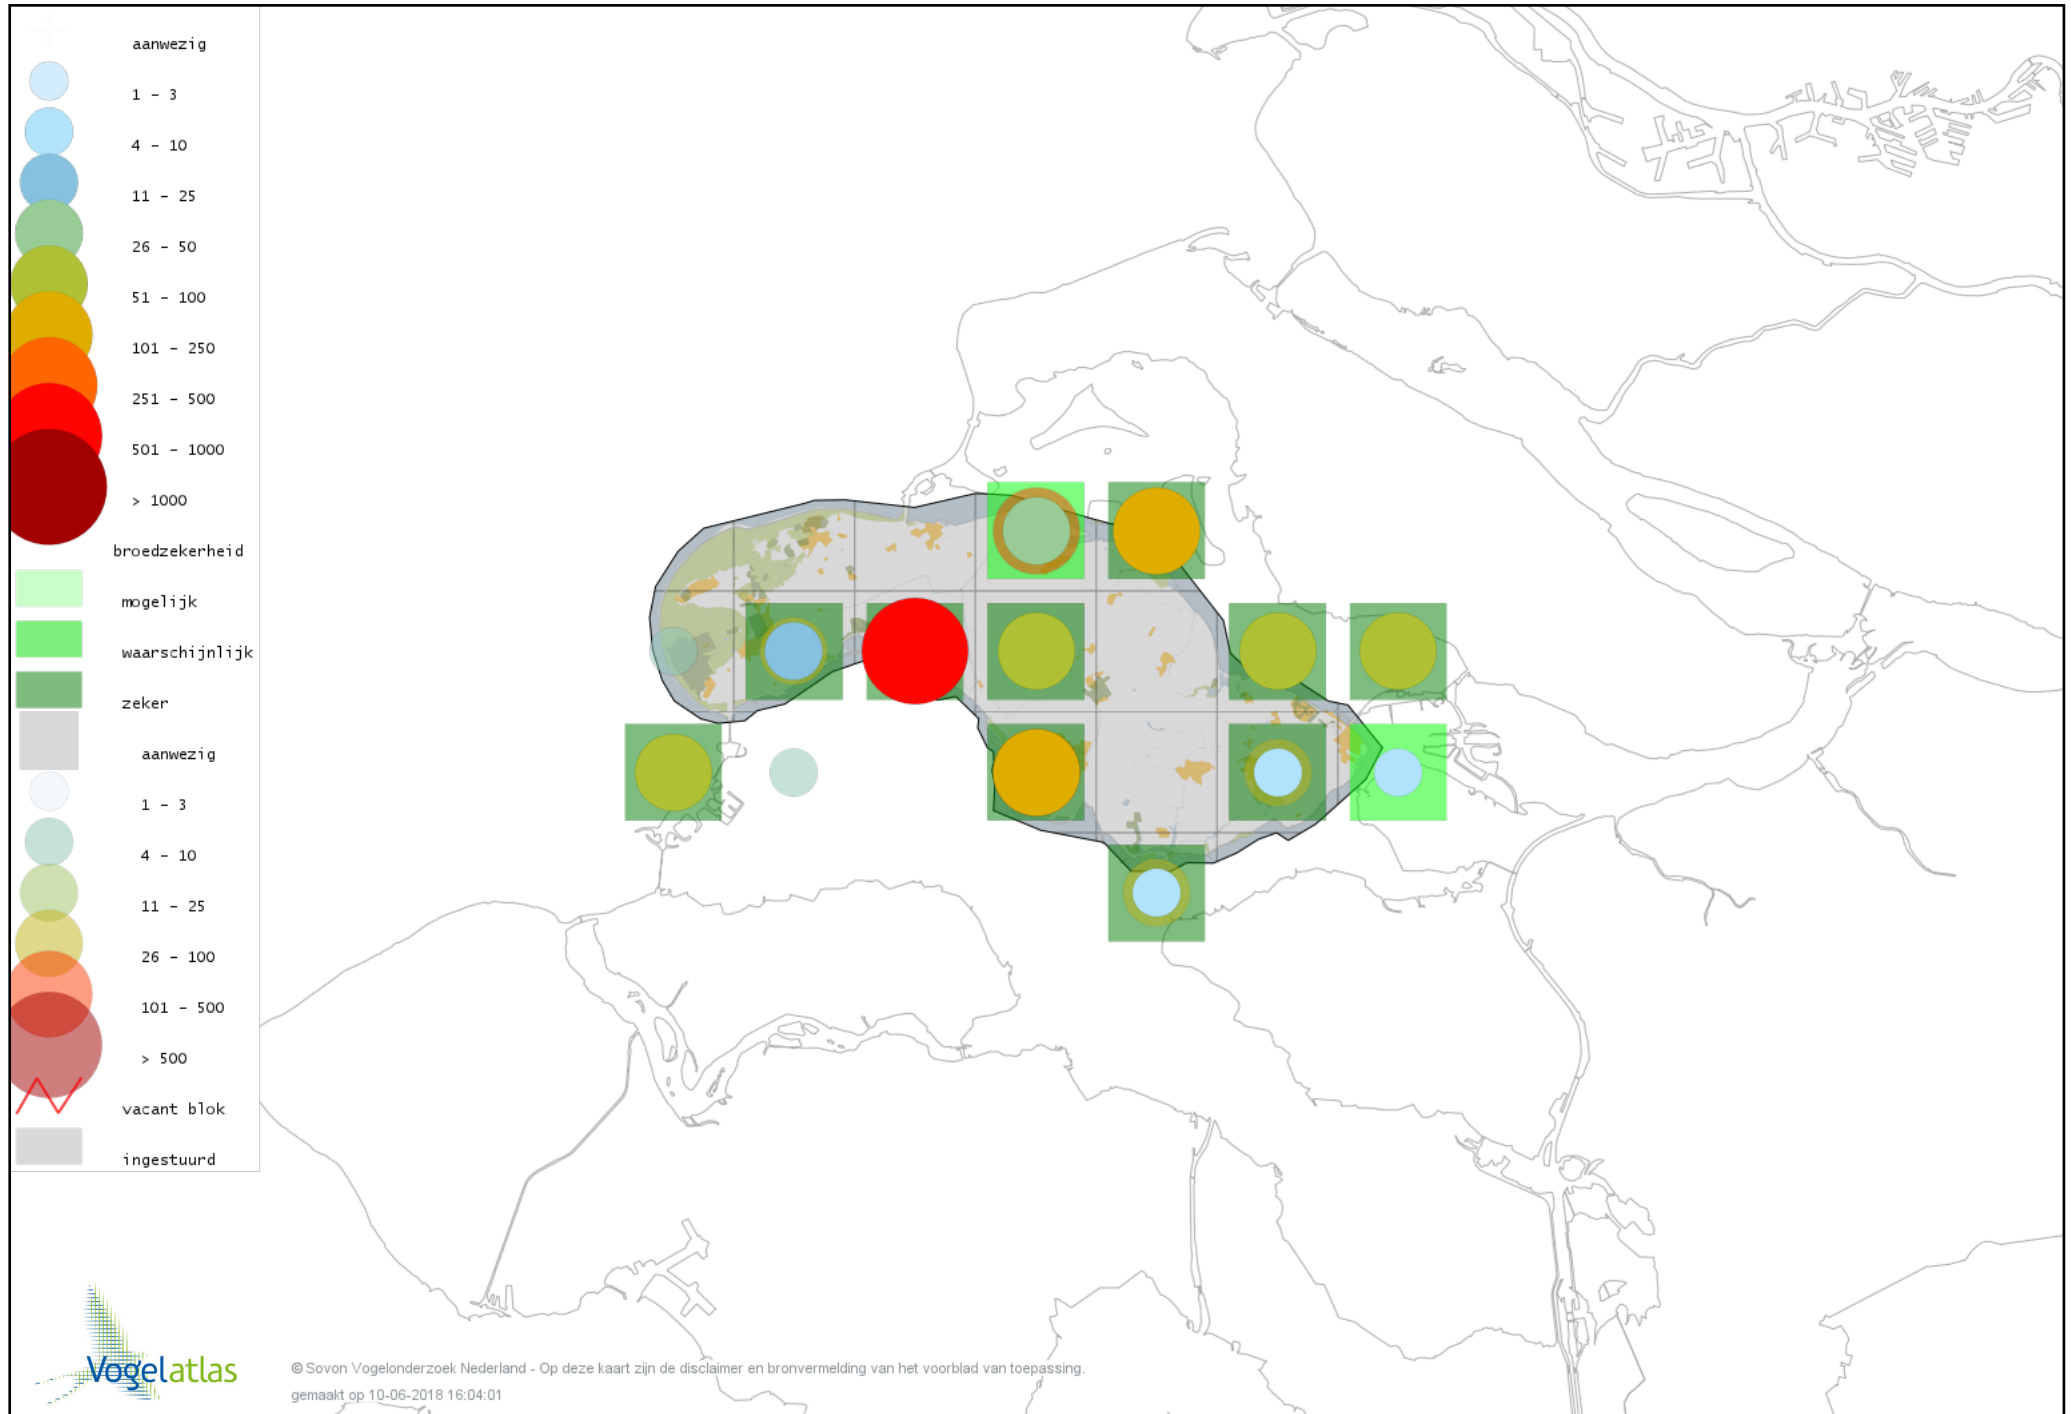 aanwezig
1 - 3
4 - 10
11 - 25
26 - 50
51 - 100
101 - 250
251 - 500
501 - 1000
> 1000
broedzekerheid
mogelijk
waarschijnlijk
zeker
aanwezig
1 - 3
4 - 10
11 - 25
26 - 100
101 - 500
> 500
vacant blok
ingestuurd
Vogelatlas
© Sovon Vogelonderzoek Nederland - Op deze kaart zijn de disclaimer en bronvermelding van het voorblad van toepassing.
gemaakt op 10-06-2018 16:04:01